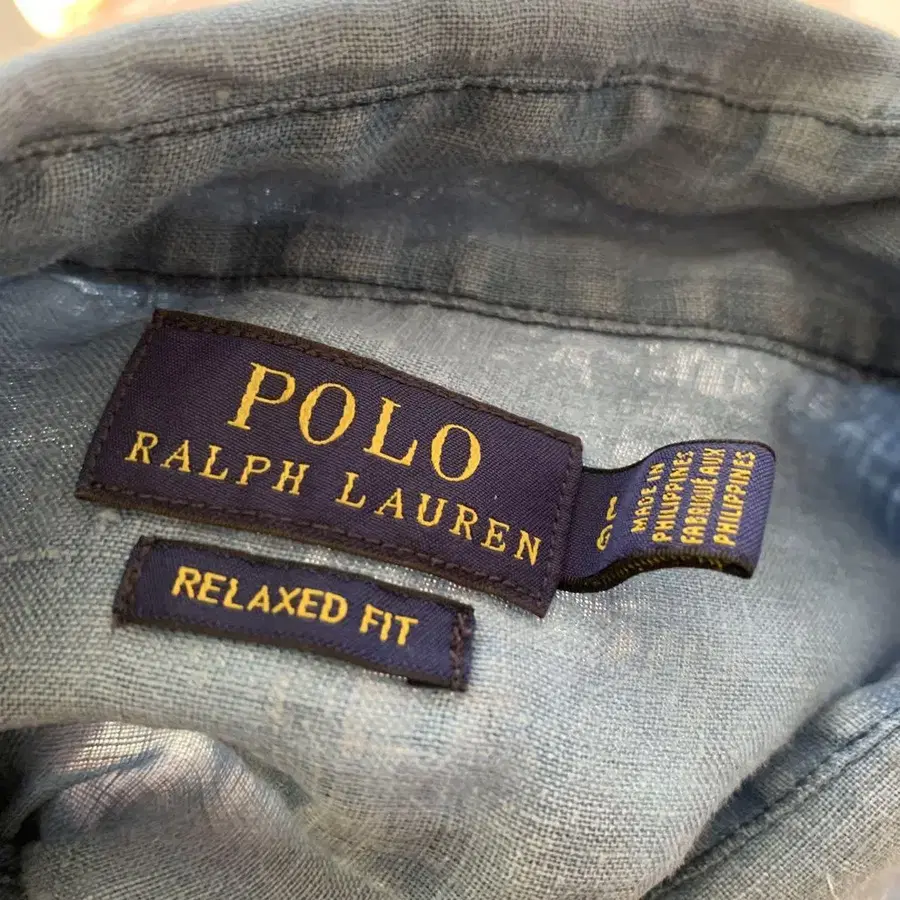 POLO
RALPH LAUREN
RELAXED FIT
L
G
MADE IN
PHILIPPINES
FABRIQUÉ AUX
PHILIPPINES